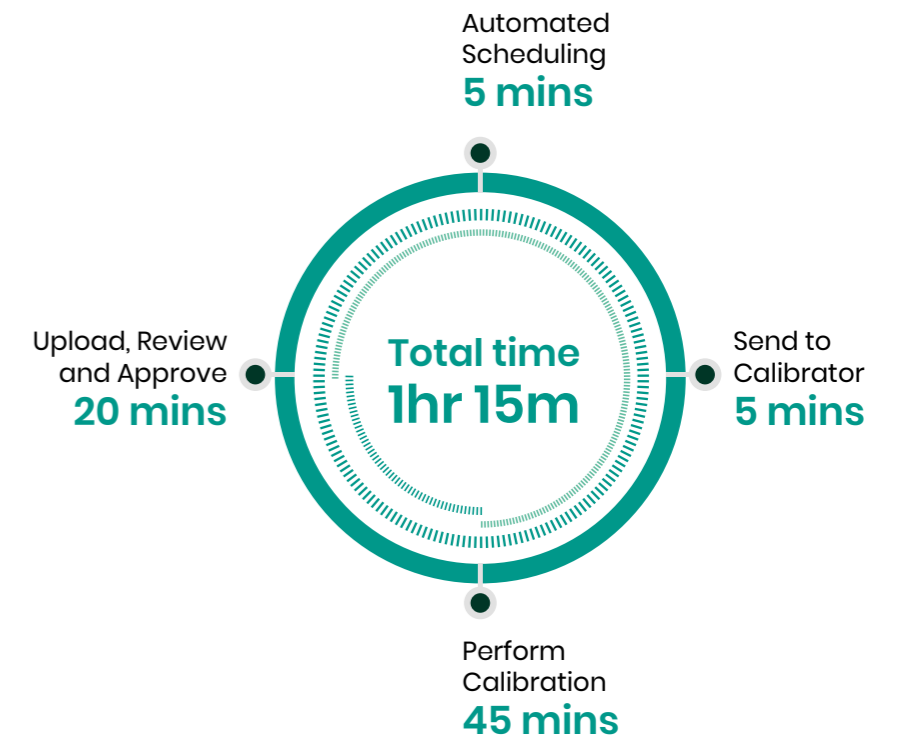 Automated
Scheduling
5 mins
Send to
Calibrator
5 mins
Perform
Calibration
45 mins
Upload, Review
and Approve
20 mins
Total time
1hr 15m